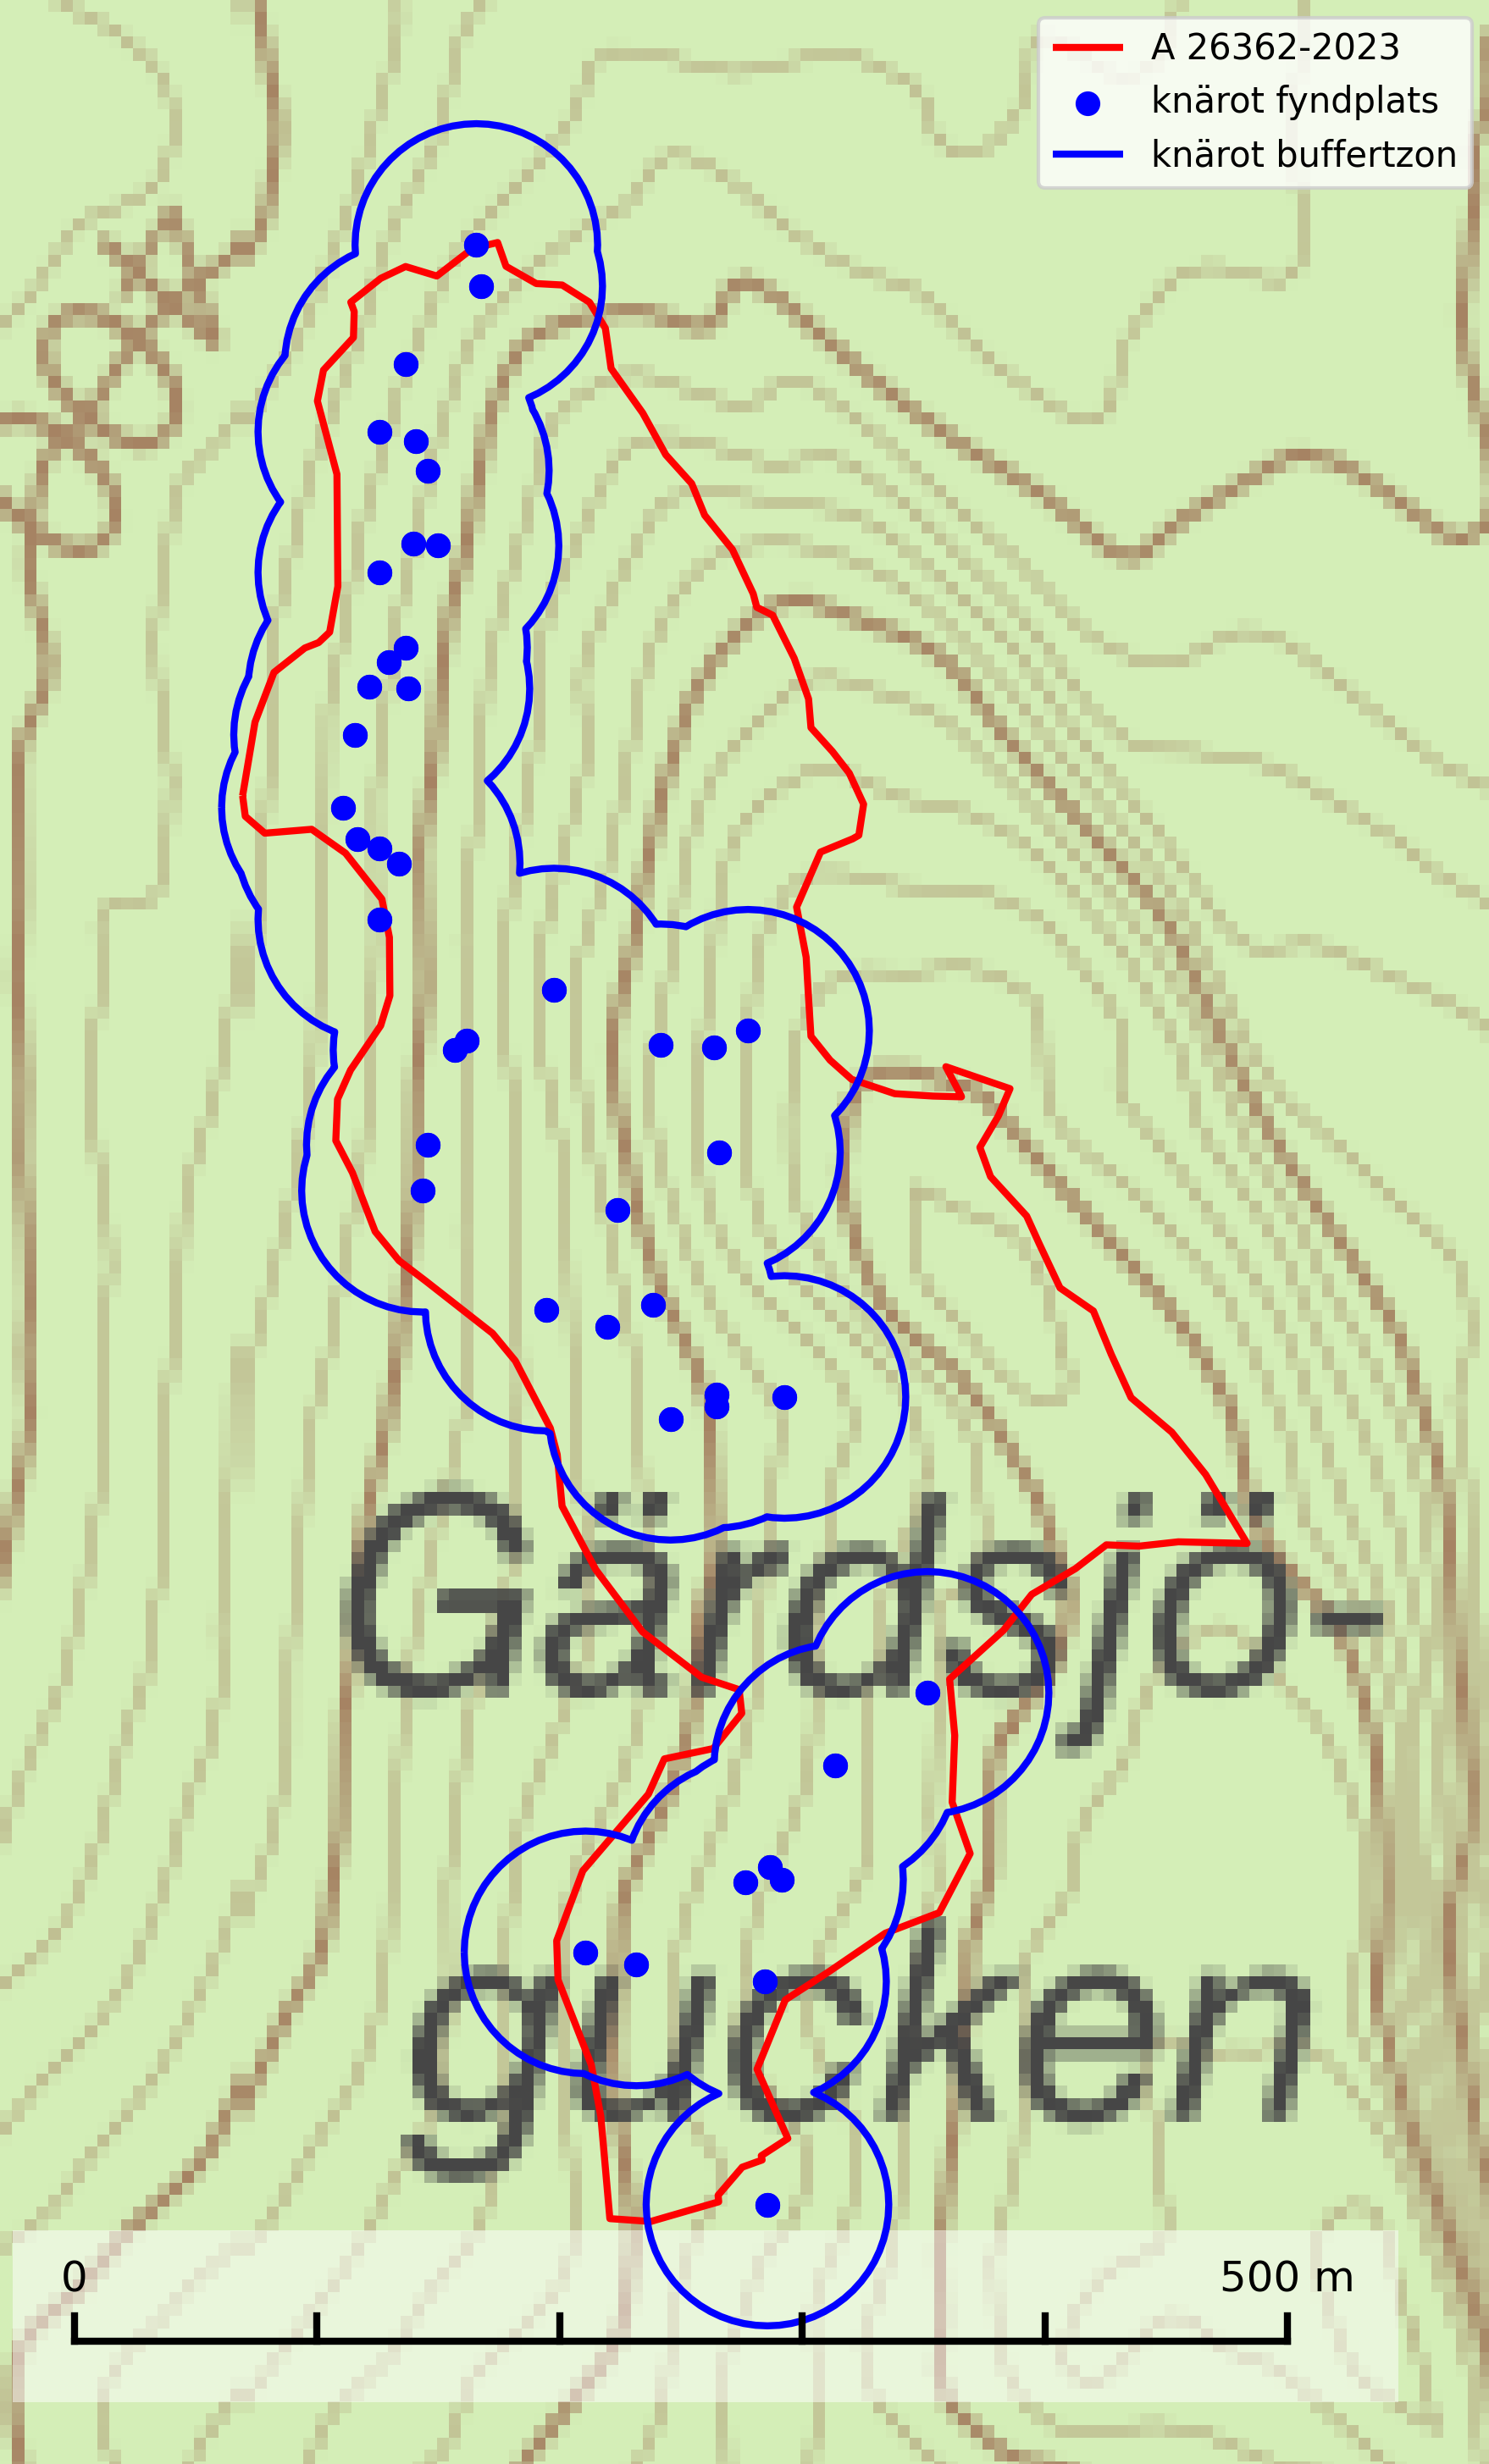 A 26362-2023
knärot fyndplats
knärot buffertzon
Gärdsjö-
gucken
0 500 m